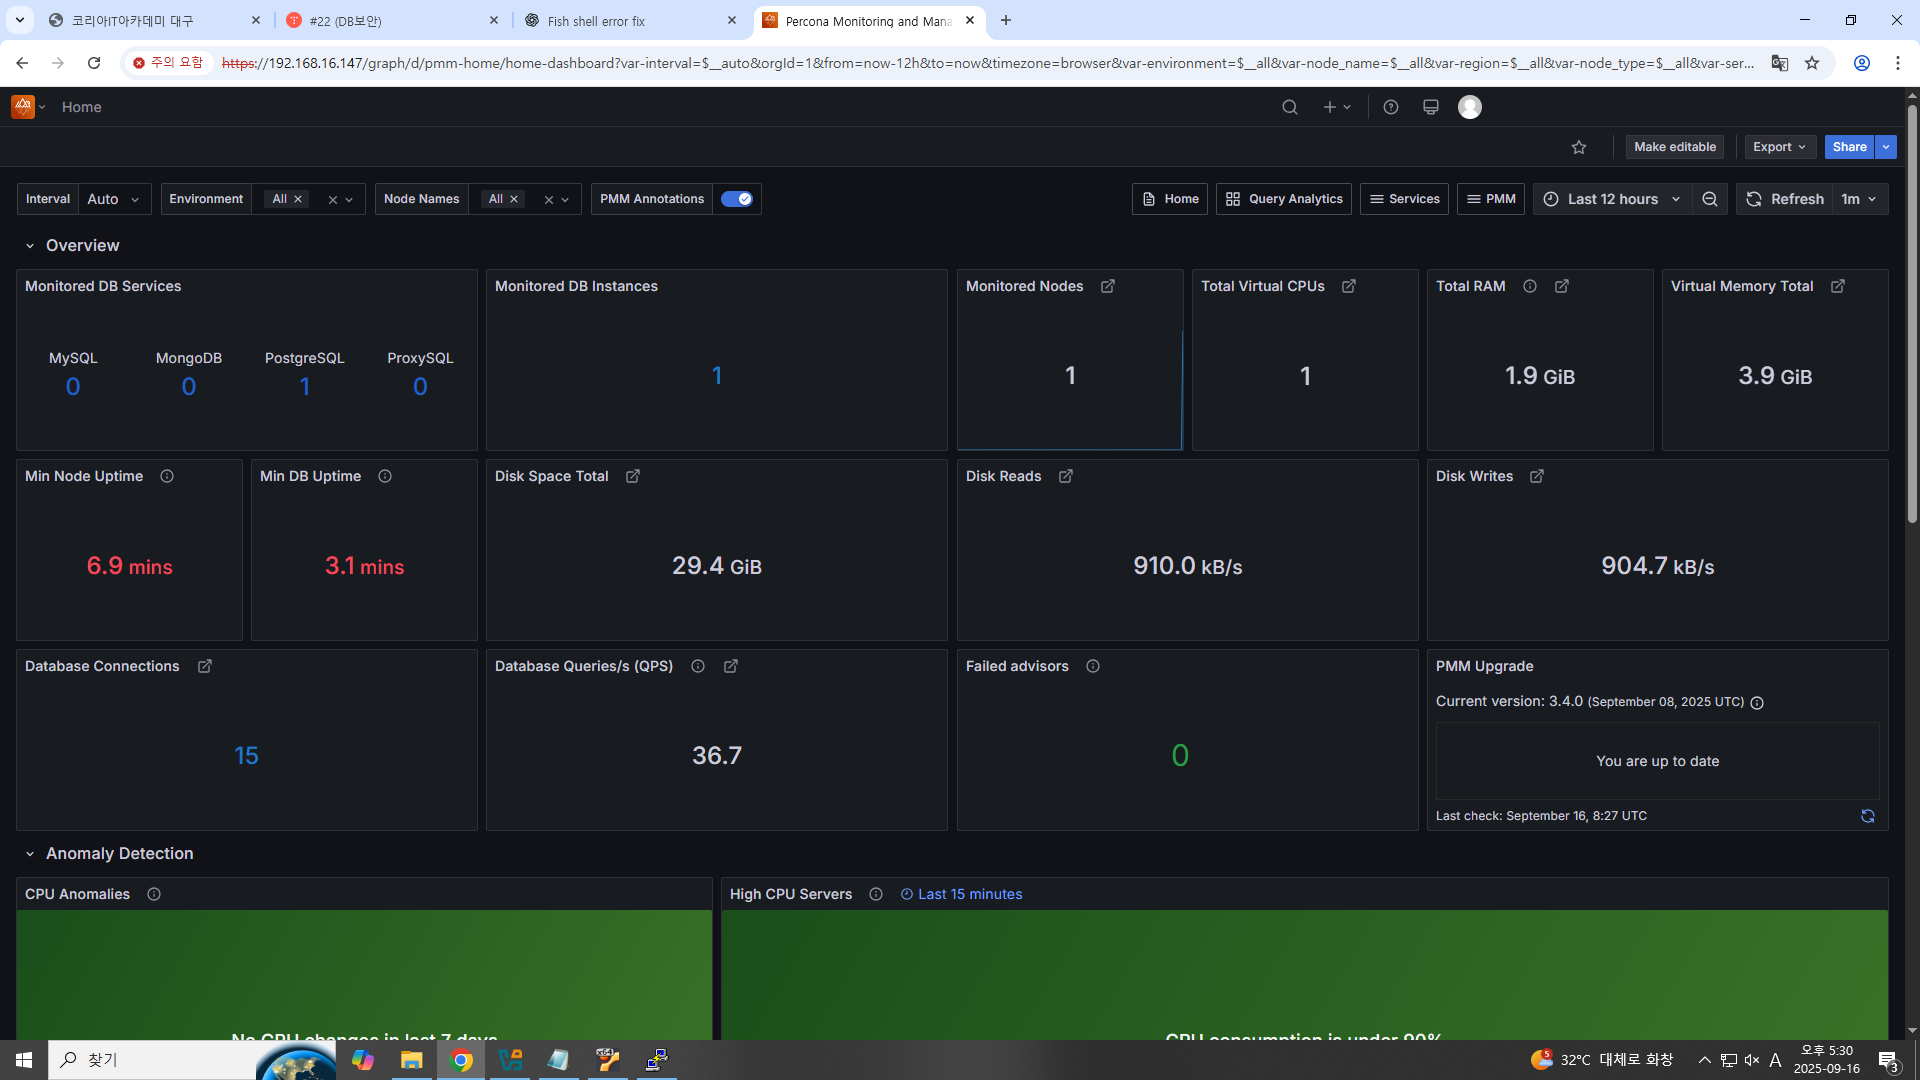 코리아IT아카데미 대구
#22 (DB보안)
Fish shell error fix
Percona Monitoring and Mana
주의 요함
https://192.168.16.147/graph/d/pmm-home/home-dashboard?var-interval=$__auto&orgId=1&from=now-12h&to=now&timezone=browser&var-environment=$__all&var-node_name=$__all&var-region=$__all&var-node_type=$__all&var-ser...
Home
Make editable
Export
Share
Interval
Auto
Environment
All
Node Names
All
PMM Annotations
Home
Query Analytics
Services
PMM
Last 12 hours
Refresh
1m
Overview
Monitored DB Services
MySQL
0
MongoDB
0
PostgreSQL
1
ProxySQL
0
Monitored DB Instances
1
Monitored Nodes
1
Total Virtual CPUs
1
Total RAM
1.9 GiB
Virtual Memory Total
3.9 GiB
Min Node Uptime
6.9 mins
Min DB Uptime
3.1 mins
Disk Space Total
29.4 GiB
Disk Reads
910.0 kB/s
Disk Writes
904.7 kB/s
Database Connections
15
Database Queries/s (QPS)
36.7
Failed advisors
0
PMM Upgrade
Current version: 3.4.0 (September 08, 2025 UTC)
You are up to date
Last check: September 16, 8:27 UTC
Anomaly Detection
CPU Anomalies
No CPU changes in last 7 days
High CPU Servers
Last 15 minutes
CPU consumption is under 90%
찾기
X64
5
32°C 대체로 화창
A
오후 5:30
2025-09-16
3